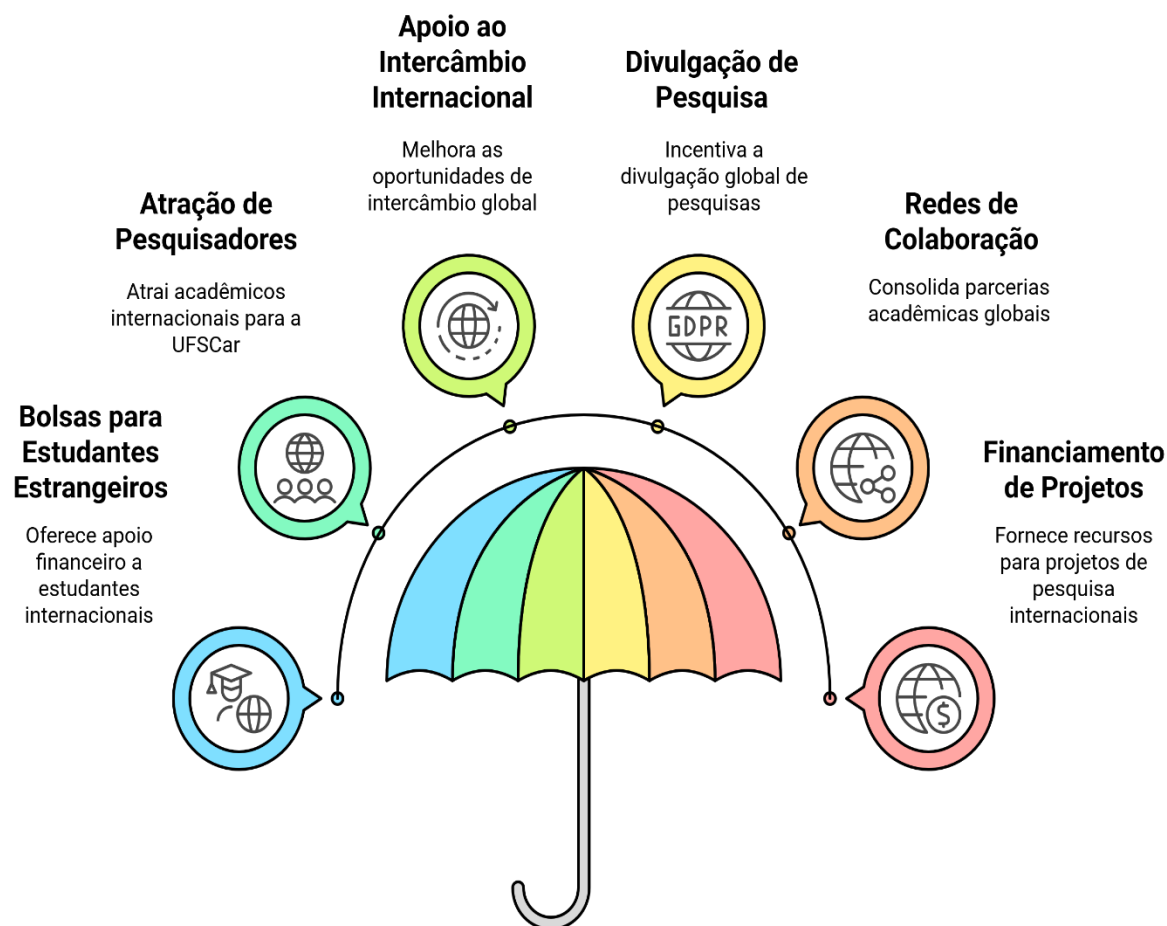 Apoio ao
Intercâmbio
Internacional
Melhora as
oportunidades de
intercâmbio global
Divulgação de
Pesquisa
Incentiva a
divulgação global de
pesquisas
Atração de
Pesquisadores
Atrai acadêmicos
internacionais para a
UFSCar
Redes de
Colaboração
Consolida parcerias
acadêmicas globais
GDPR
Bolsas para
Estudantes
Estrangeiros
Oferece apoio
financeiro a
estudantes
internacionais
Financiamento
de Projetos
Fornece recursos
para projetos de
pesquisa
internacionais
$